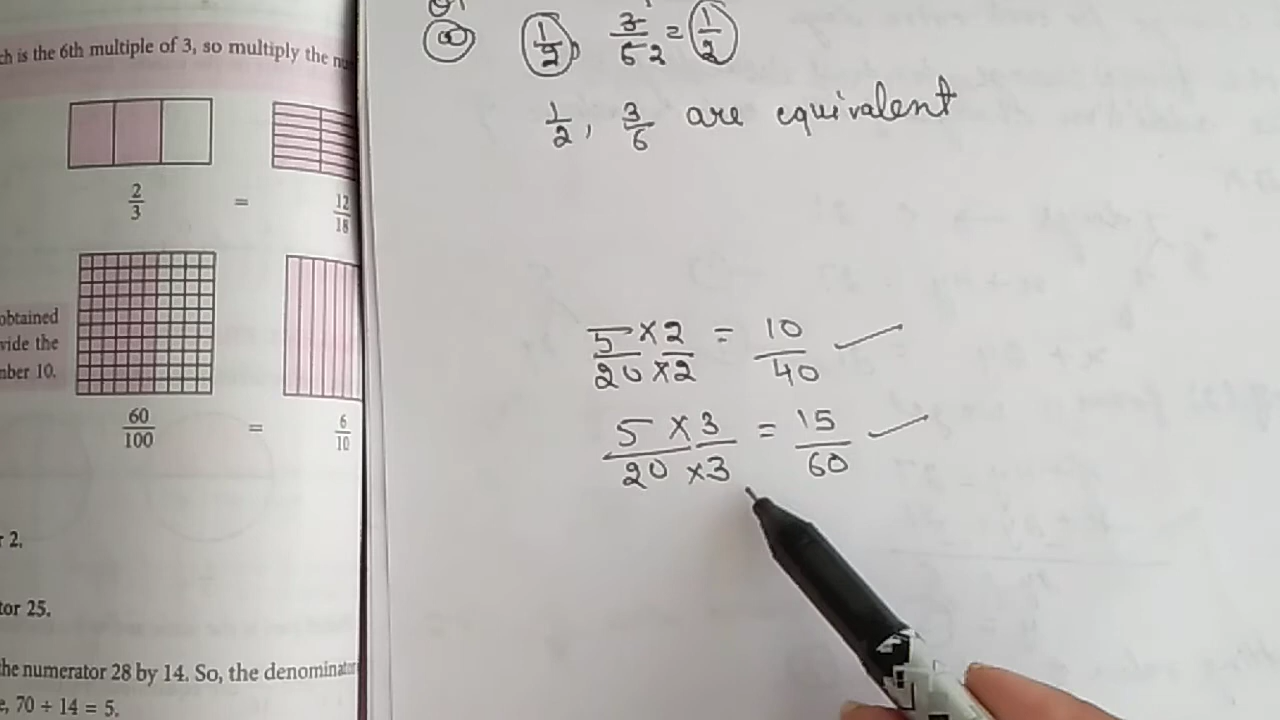 ch is the 6th multiple of 3, so multiply the
2/3 = 12/18
60/100 = 6/10
obtained
vide the
nber 10.
r 2.
tor 25.
the numerator 28 by 14. So, the denominat
e, 70 ÷ 14 = 5.
(a) 1/2, 3/6 = 1/2
1/2, 3/6 are equivalent
5×2/20×2 = 10/40 ✓
5×3/20×3 = 15/60 ✓